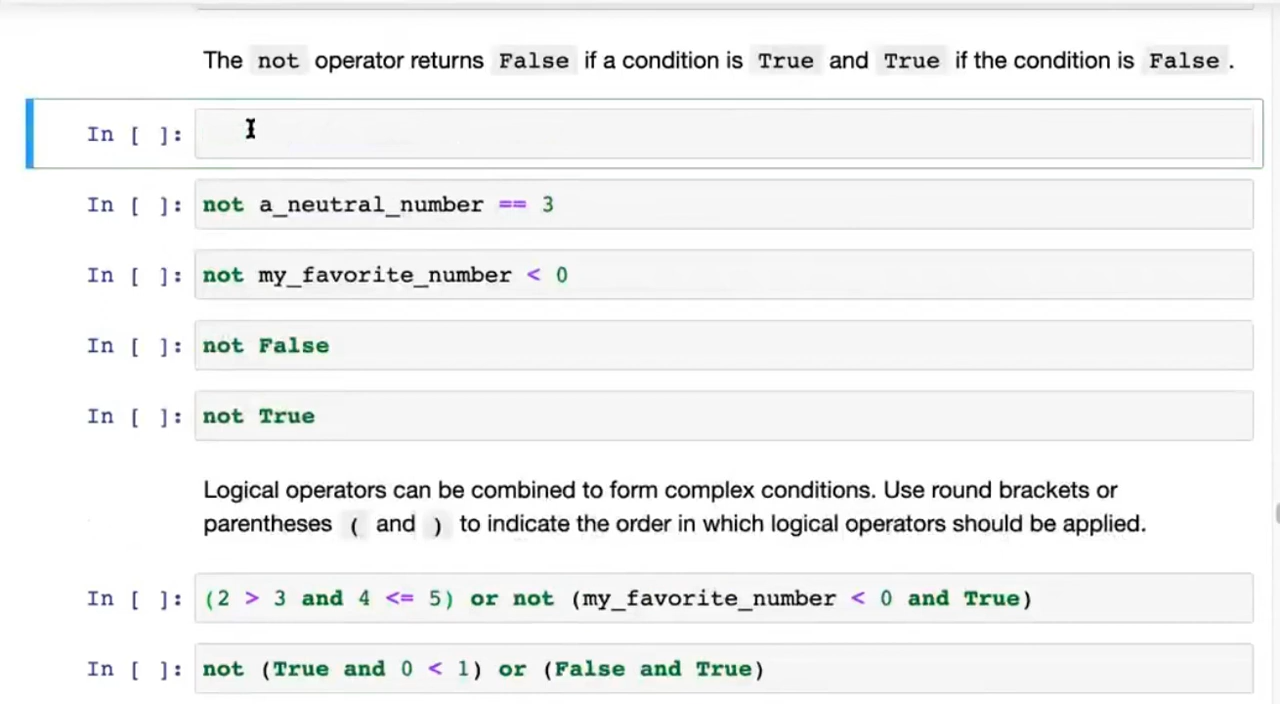 The not operator returns False if a condition is True and True if the condition is False .
In [ ]:
In [ ]: not a_neutral_number == 3
In [ ]: not my_favorite_number < 0
In [ ]: not False
In [ ]: not True
Logical operators can be combined to form complex conditions. Use round brackets or
parentheses ( and ) to indicate the order in which logical operators should be applied.
In [ ]: (2 > 3 and 4 <= 5) or not (my_favorite_number < 0 and True)
In [ ]: not (True and 0 < 1) or (False and True)